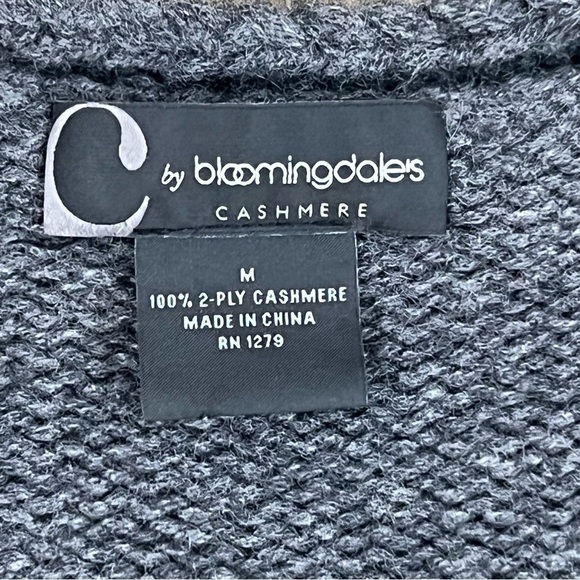 C by bloomingdale's
CASHMERE
M
100% 2-PLY CASHMERE
MADE IN CHINA
RN 1279